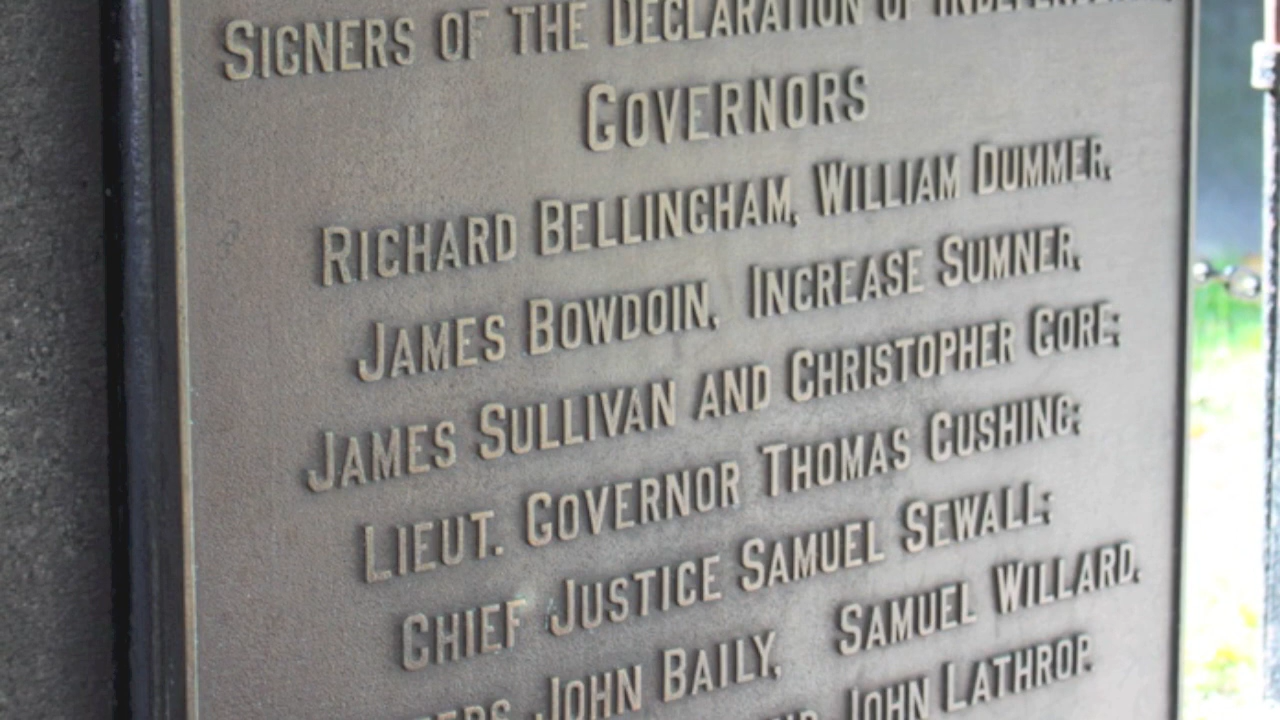 SIGNERS OF THE DECLARATION OF
GOVERNORS
RICHARD BELLINGHAM, WILLIAM DUMMER,
JAMES BOWDOIN, INCREASE SUMNER,
JAMES SULLIVAN AND CHRISTOPHER GORE;
LIEUT. GOVERNOR THOMAS CUSHING;
CHIEF JUSTICE SAMUEL SEWALL;
JOHN BAILY, SAMUEL WILLARD,
JOHN LATHROP,